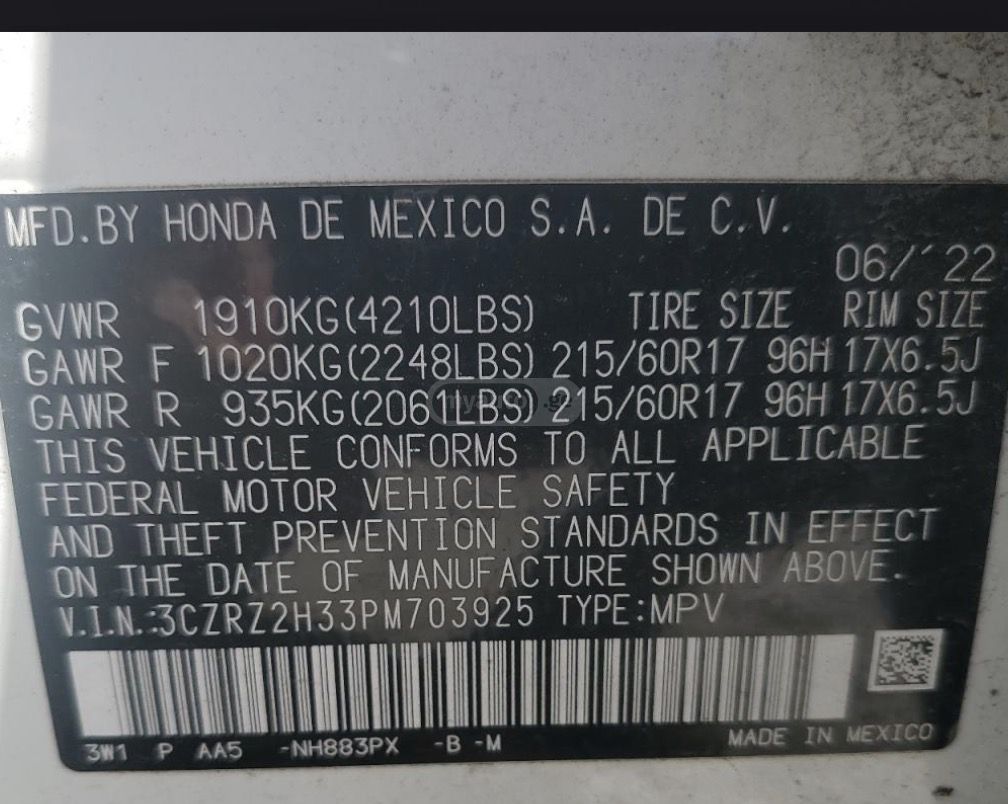 MFD.BY HONDA DE MEXICO S.A. DE C.V.
06/'22
GVWR 1910KG(4210LBS) TIRE SIZE RIM SIZE
GAWR F 1020KG(2248LBS) 215/60R17 96H 17X6.5J
GAWR R 935KG(2061LBS) 215/60R17 96H 17X6.5J
myauto.ge
THIS VEHICLE CONFORMS TO ALL APPLICABLE
FEDERAL MOTOR VEHICLE SAFETY
AND THEFT PREVENTION STANDARDS IN EFFECT
ON THE DATE OF MANUFACTURE SHOWN ABOVE.
V.I.N.:3CZRZ2H33PM703925 TYPE:MPV
3W1 P AA5 -NH883PX -B -M MADE IN MEXICO